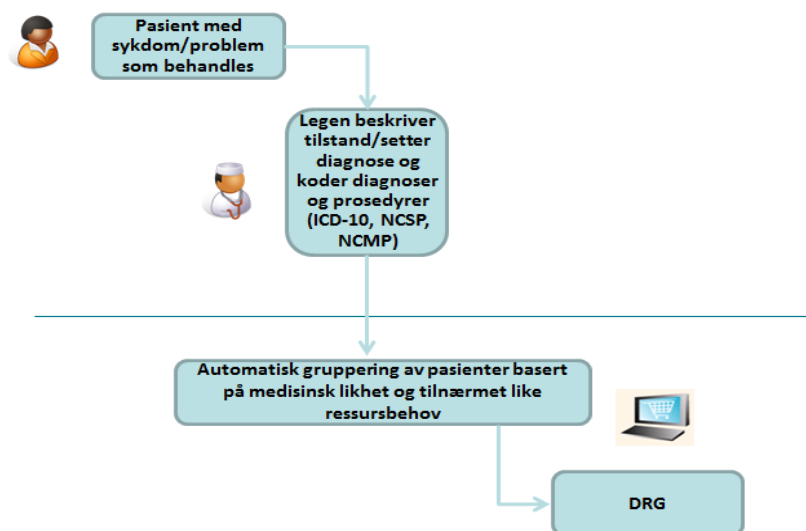 Pasient med
sykdom/problem
som behandles
Legen beskriver
tilstand/setter
diagnose og
koder diagnoser
og prosedyrer
(ICD-10, NCSP,
NCMP)
Automatisk gruppering av pasienter basert
på medisinsk likhet og tilnærmet like
ressursbehov
DRG